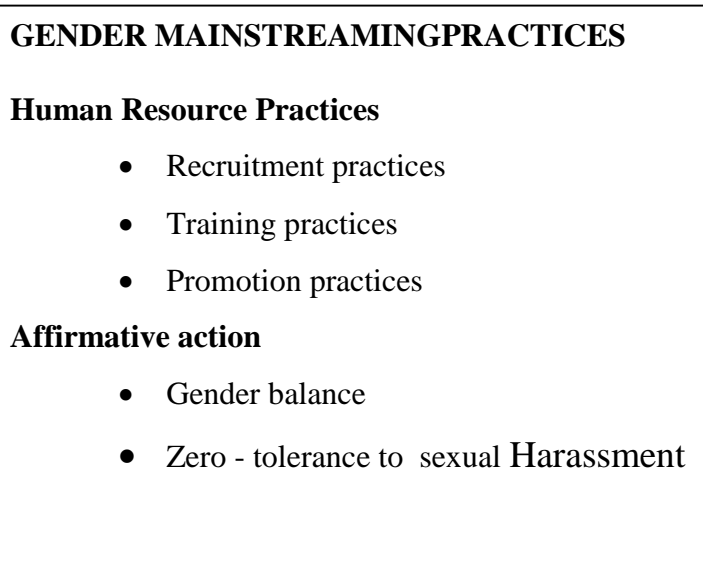 GENDER MAINSTREAMINGPRACTICES
Human Resource Practices
• Recruitment practices
• Training practices
• Promotion practices
Affirmative action
• Gender balance
• Zero - tolerance to  sexual Harassment